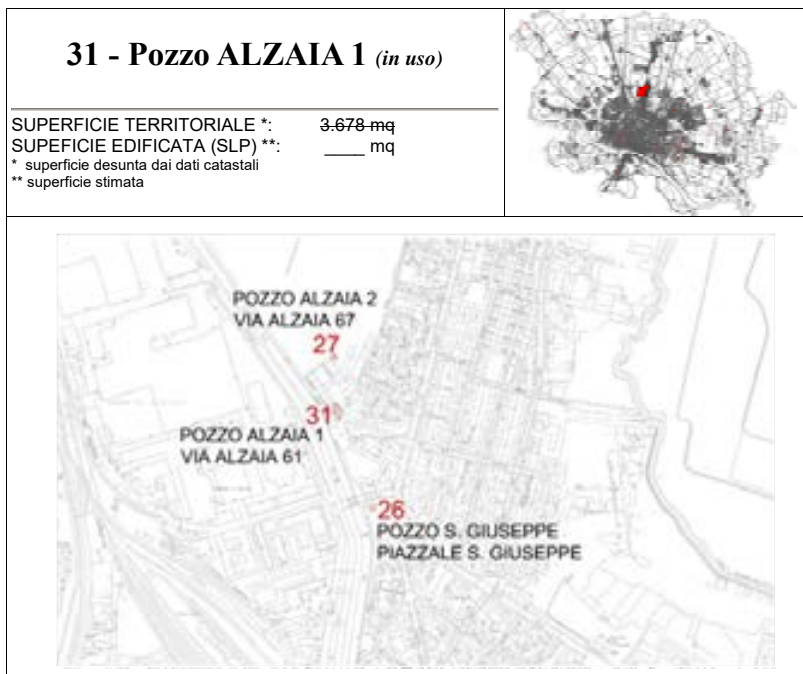 31 - Pozzo ALZAIA 1 (in uso)
SUPERFICIE TERRITORIALE *: 3.678 mq
SUPEFICIE EDIFICATA (SLP) **: ____ mq
* superficie desunta dai dati catastali
** superficie stimata
POZZO ALZAIA 2
VIA ALZAIA 67
27
31
POZZO ALZAIA 1
VIA ALZAIA 61
26
POZZO S. GIUSEPPE
PIAZZALE S. GIUSEPPE